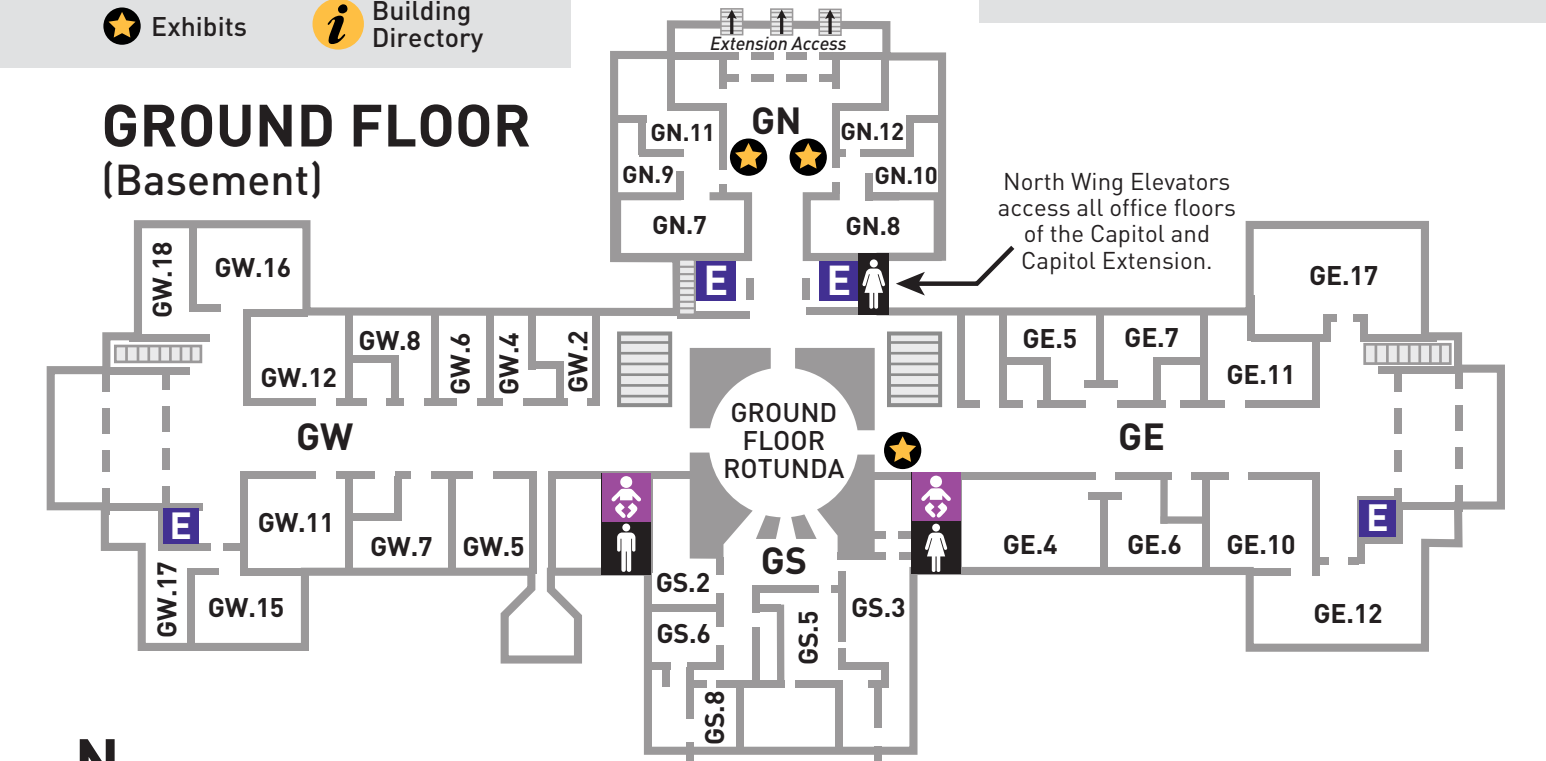 Exhibits
i
Building
Directory
Extension Access
GROUND FLOOR
(Basement)
GN
GN.11
GN.12
GN.9
GN.10
GN.7
GN.8
E
E
North Wing Elevators
access all office floors
of the Capitol and
Capitol Extension.
GW.18
GW.16
GE.17
GW.12
GW.8
GW.6
GW.4
GW.2
GE.5
GE.7
GE.11
GROUND
FLOOR
ROTUNDA
GW
GE
E
GW.11
GW.7
GW.5
GE.4
GE.6
GE.10
E
GW.17
GW.15
GS
GS.2
GS.6
GS.5
GS.3
GS.8
GE.12
N